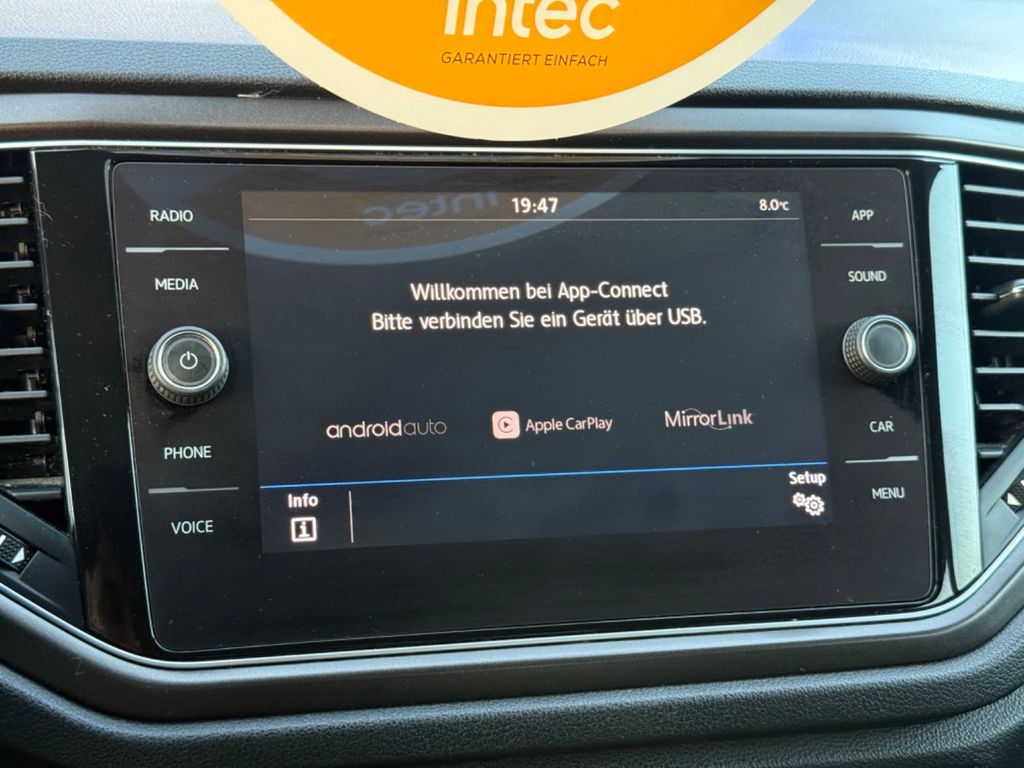 intec
GARANTIERT EINFACH
19:47
8.0°C
RADIO
MEDIA
PHONE
VOICE
Willkommen bei App-Connect
Bitte verbinden Sie ein Gerät über USB.
androidauto
Apple CarPlay
MirrorLink
Info
Setup
APP
SOUND
CAR
MENU